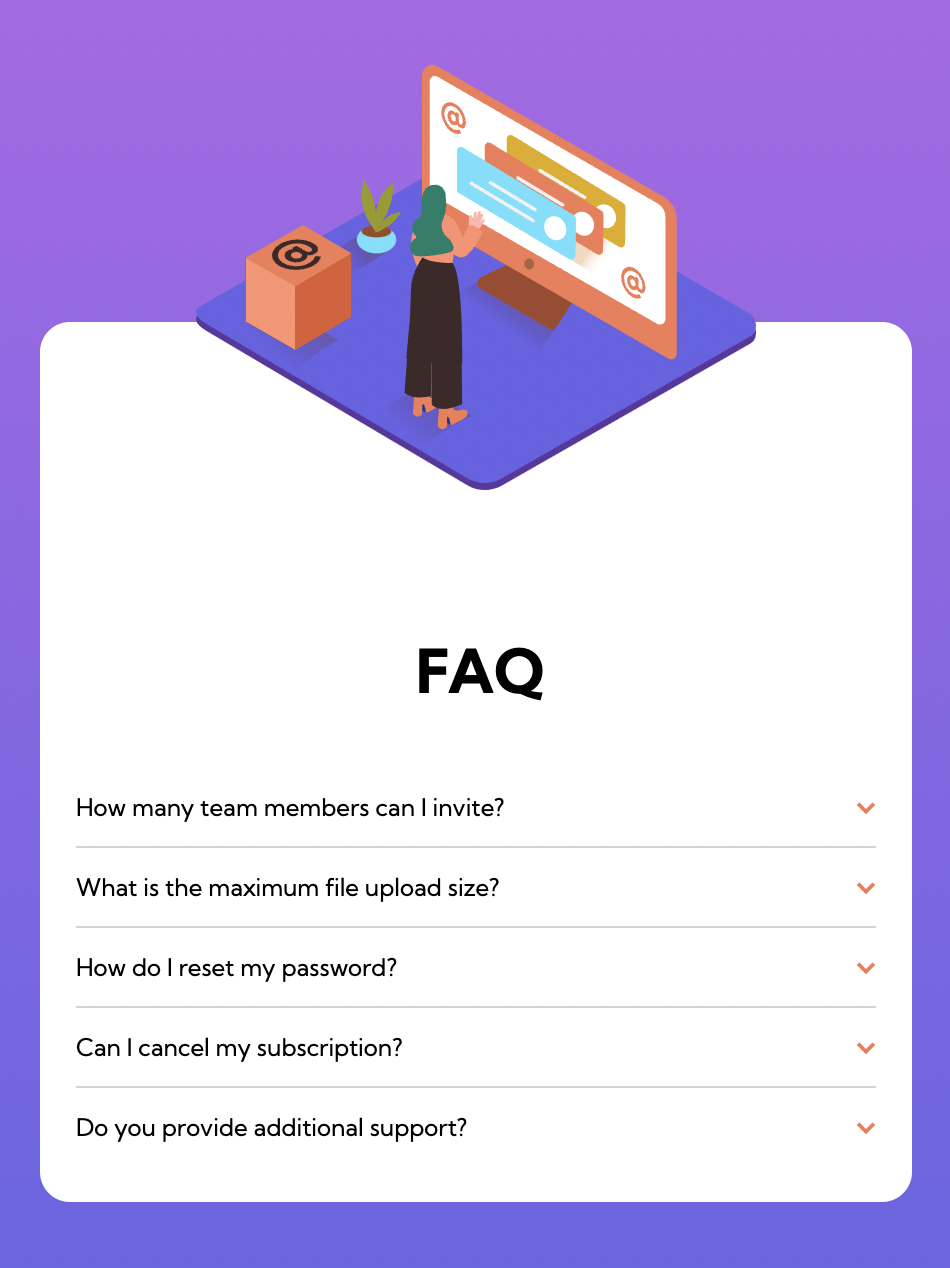 @
@
@
FAQ
How many team members can I invite?
What is the maximum file upload size?
How do I reset my password?
Can I cancel my subscription?
Do you provide additional support?